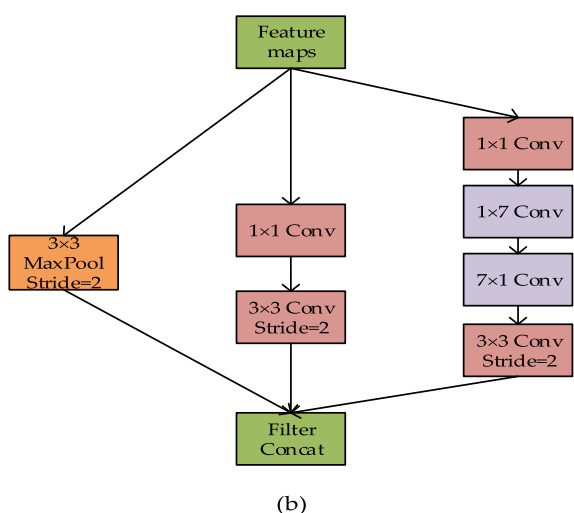 Feature
maps
1×1 Conv
1×7 Conv
1×1 Conv
3×3
MaxPool
Stride=2
7×1 Conv
3×3 Conv
Stride=2
3×3 Conv
Stride=2
Filter
Concat
(b)